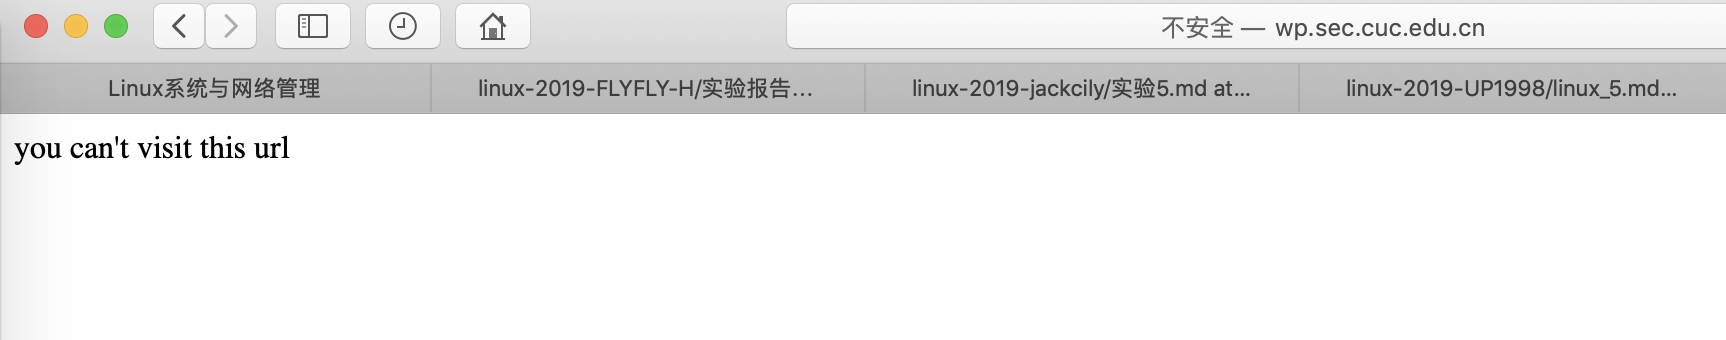 不安全 — wp.sec.cuc.edu.cn
Linux系统与网络管理
linux-2019-FLYFLY-H/实验报告...
linux-2019-jackcily/实验5.md at...
linux-2019-UP1998/linux_5.md...
you can't visit this url